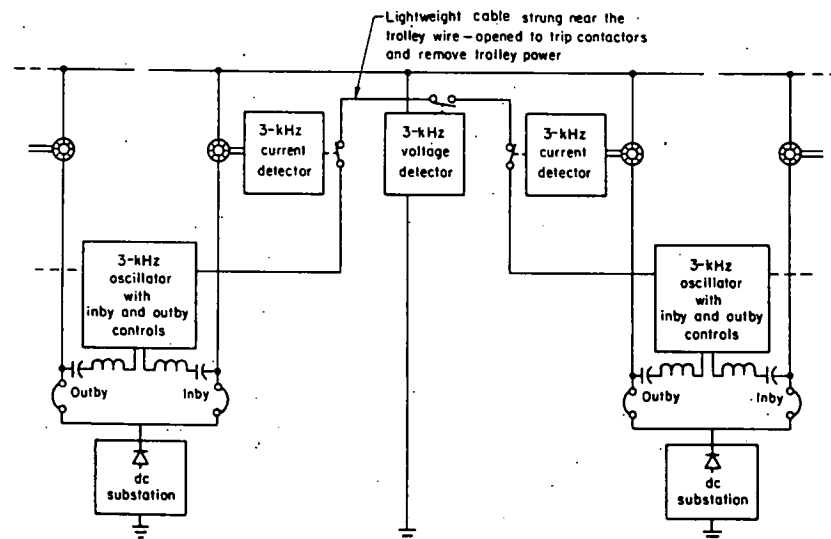 Lightweight cable strung near the
trolley wire – opened to trip contactors
and remove trolley power
3-kHz
current
detector
3-kHz
voltage
detector
3-kHz
current
detector
3-kHz
oscillator
with
inby and outby
controls
3-kHz
oscillator
with
inby and outby
controls
Outby
Inby
Outby
Inby
dc
substation
dc
substation